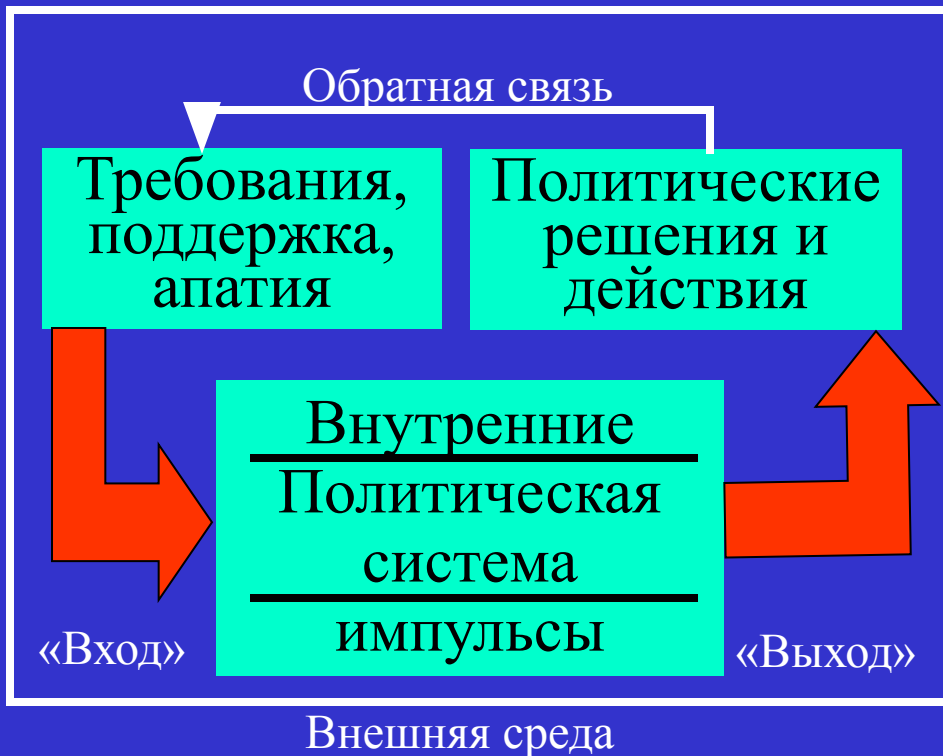 Обратная связь
Требования,
поддержка,
апатия
Политические
решения и
действия
Внутренние
Политическая
система
импульсы
«Вход»
«Выход»
Внешняя среда